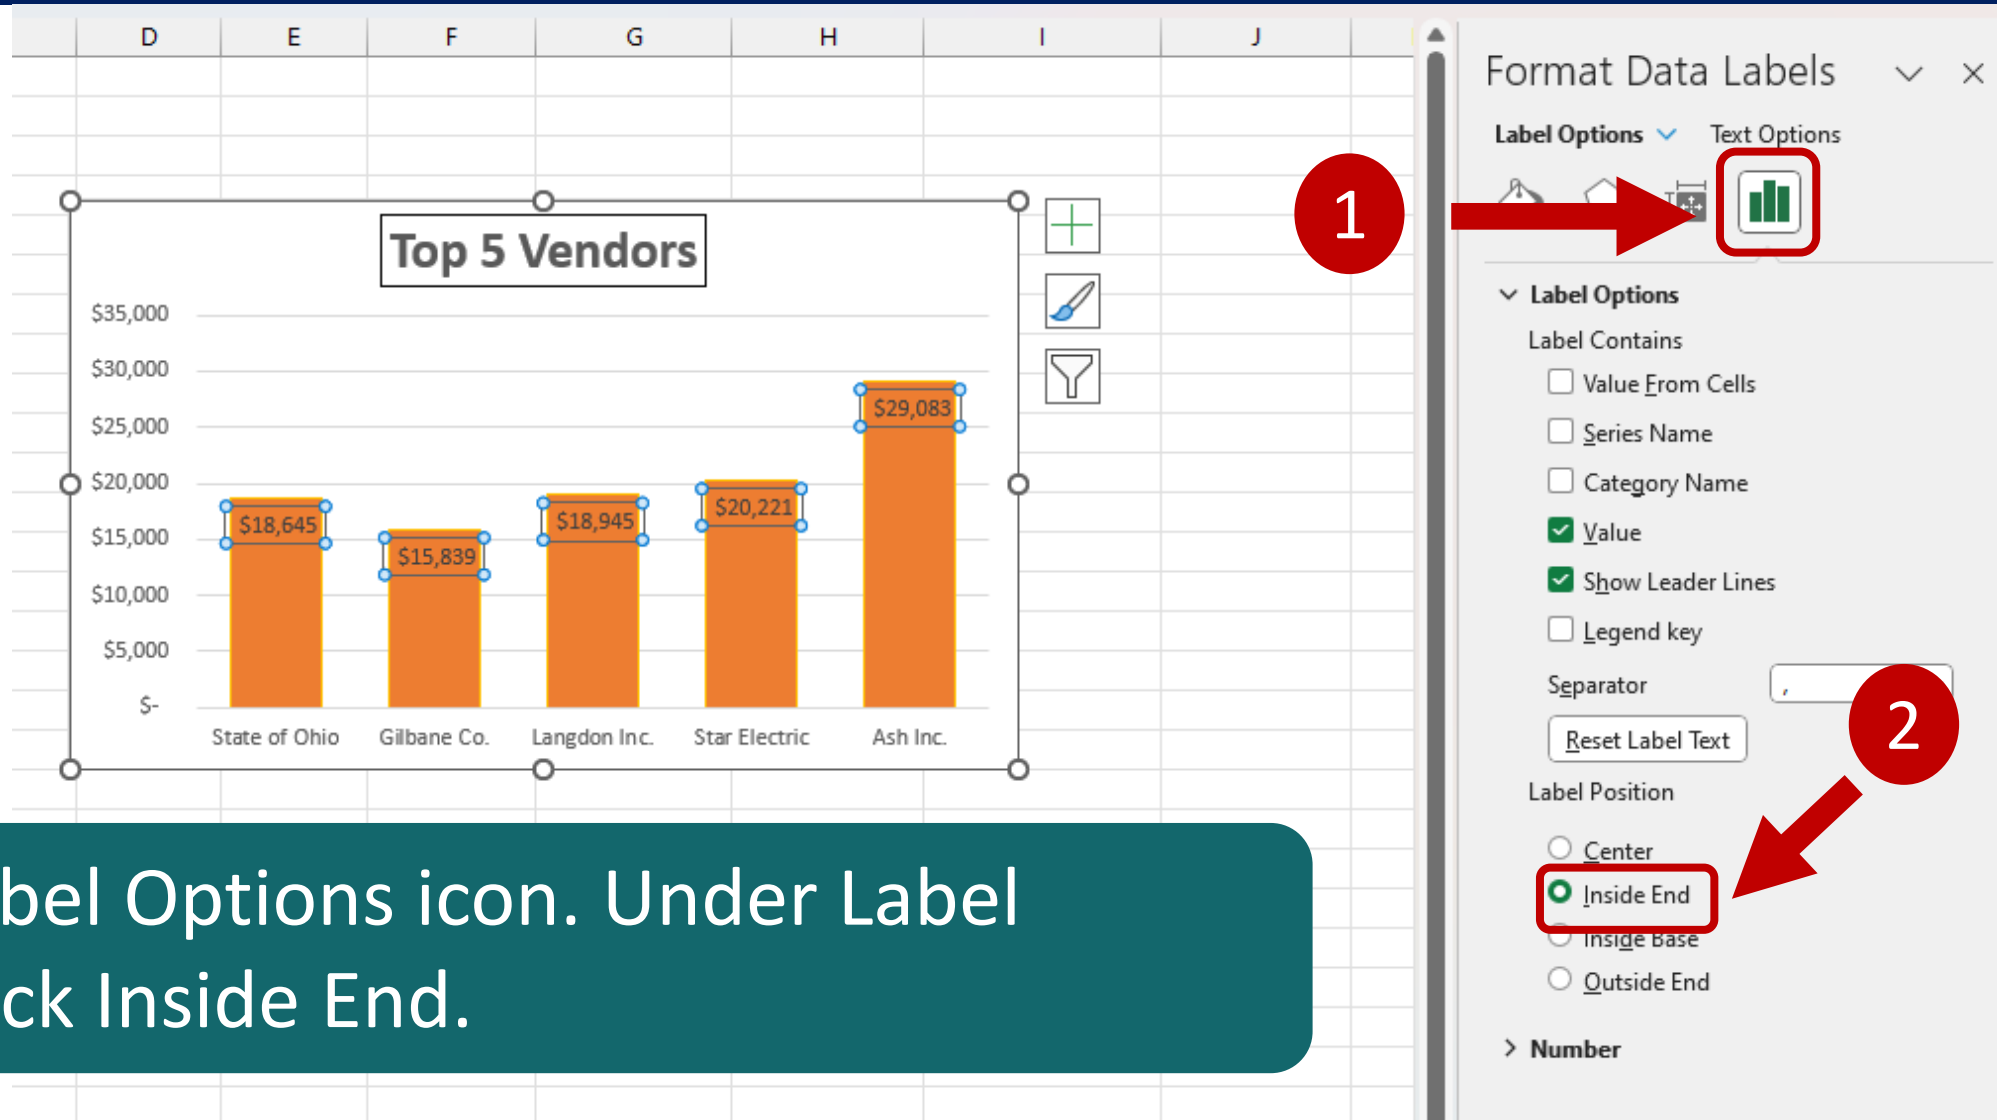 D E F G H I J
Top 5 Vendors
$35,000
$30,000
$25,000
$20,000
$15,000
$10,000
$5,000
$-
$18,645
$15,839
$18,945
$20,221
$29,083
State of Ohio Gilbane Co. Langdon Inc. Star Electric Ash Inc.
bel Options icon. Under Label
ck Inside End.
1
Format Data Labels
Label Options Text Options
Label Options
Label Contains
Value From Cells
Series Name
Category Name
Value
Show Leader Lines
Legend key
Separator ,
2
Reset Label Text
Label Position
Center
Inside End
Inside Base
Outside End
Number